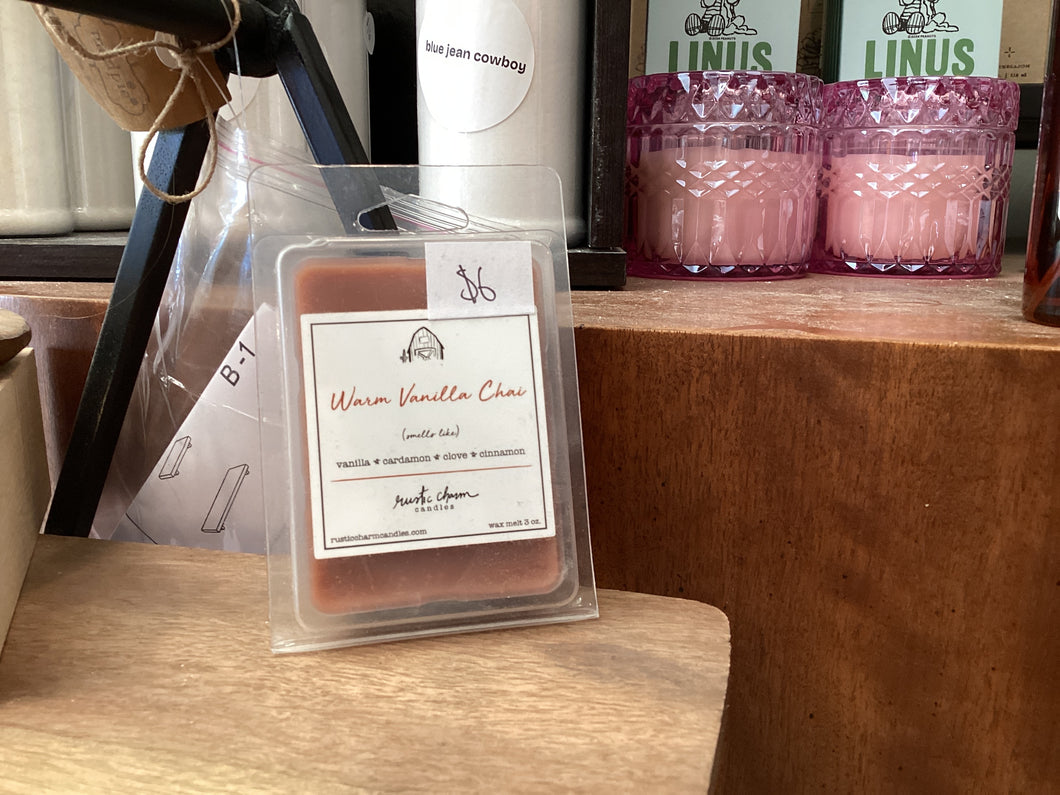 blue jean cowboy
LINUS
LINUS
B-1
$6
Warm Vanilla Chai
(smells like)
vanilla cardamon clove cinnamon
rustic charm
candles
rusticcharmcandles.com
wax melt 3 oz.